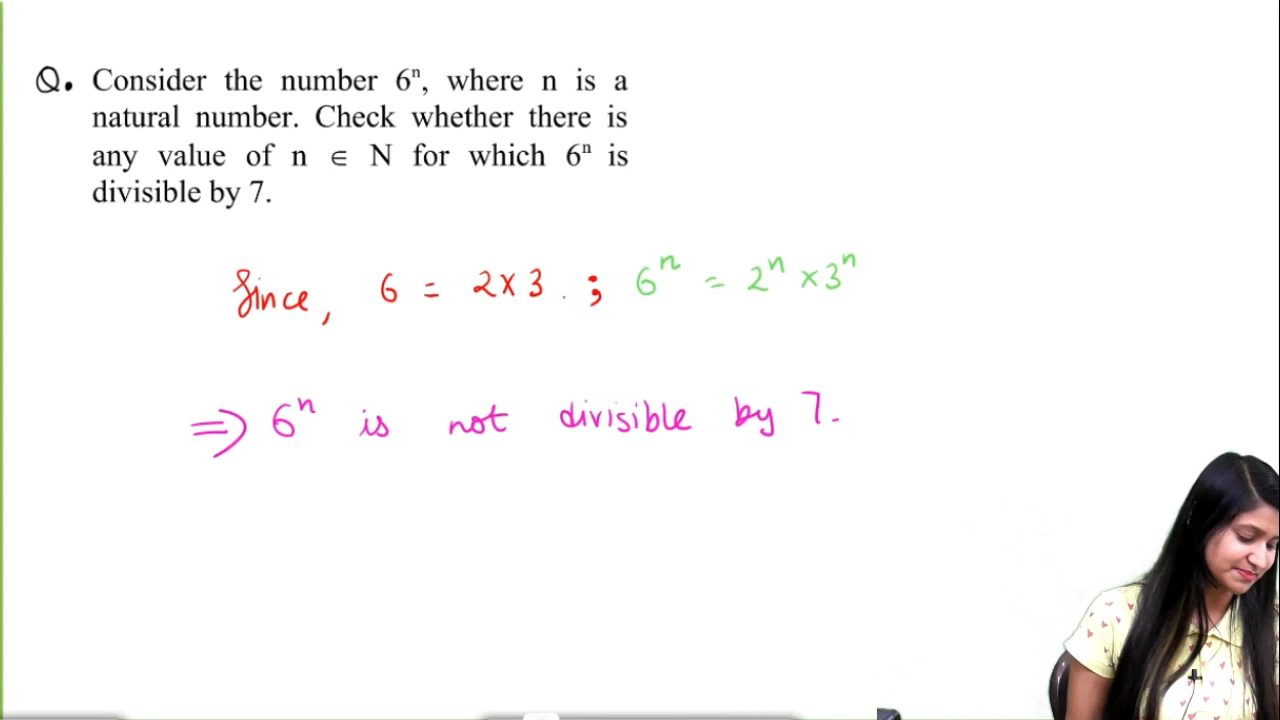 Q. Consider the number 6ⁿ, where n is a
natural number. Check whether there is
any value of n ∈ N for which 6ⁿ is
divisible by 7.
Since, 6 = 2 x 3 . ; 6ⁿ = 2ⁿ x 3ⁿ
⇒ 6ⁿ is not divisible by 7.